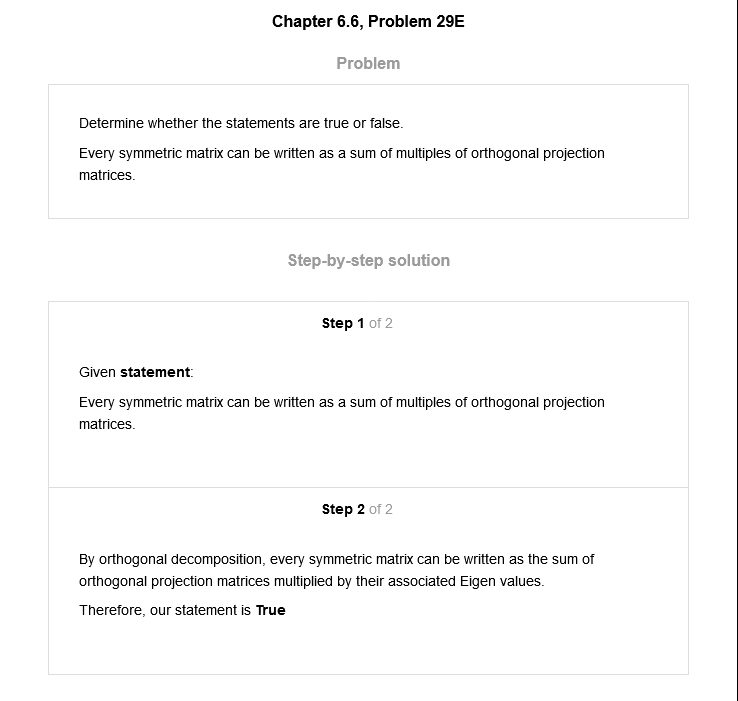 Chapter 6.6, Problem 29E
Problem
Determine whether the statements are true or false.
Every symmetric matrix can be written as a sum of multiples of orthogonal projection
matrices.
Step-by-step solution
Step 1 of 2
Given statement:
Every symmetric matrix can be written as a sum of multiples of orthogonal projection
matrices.
Step 2 of 2
By orthogonal decomposition, every symmetric matrix can be written as the sum of
orthogonal projection matrices multiplied by their associated Eigen values.
Therefore, our statement is True